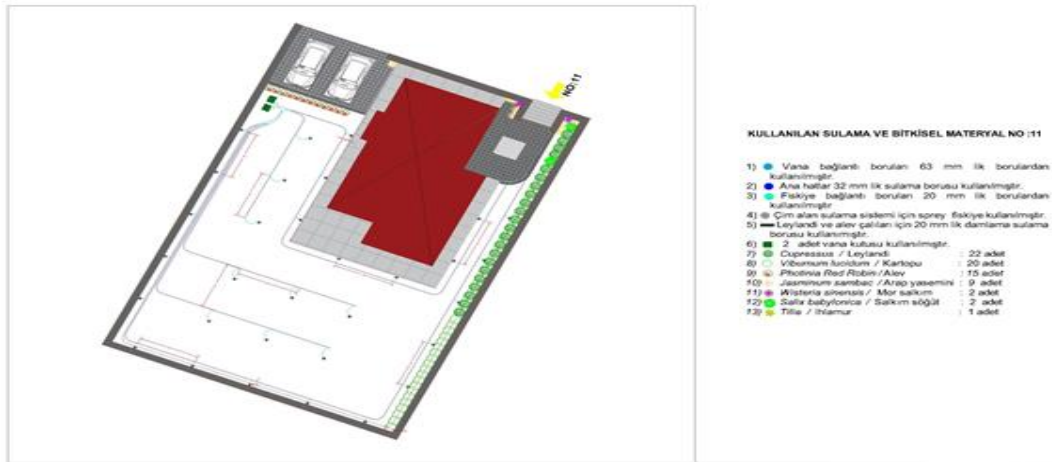 NO:11
KULLANILAN SULAMA VE BİTKİSEL MATERYAL NO :11
1) Vana bağlantı boruları 63 mm lik borulardan
kullanılmıştır.
2) Ana hatlar 32 mm lik sulama borusu kullanılmıştır.
3) Fıskiye bağlantı boruları 20 mm lik borulardan
kullanılmıştır
4) Çim alan sulama sistemi için sprey fıskiye kullanılmıştır.
5) Leylandi ve alev çalıları için 20 mm lik damlama sulama
borusu kullanılmıştır.
6) 2 adet vana kutusu kullanılmıştır.
7) Cupressus / Leylandi : 22 adet
8) Viburnum lucidum / Kartopu : 20 adet
9) Photinia Red Robin / Alev : 15 adet
10) Jasminum sambac / Arap yasemini : 9 adet
11) Wisteria sinensis / Mor salkım : 2 adet
12) Salix babylonica / Salkım söğüt : 2 adet
13) Tilia / Ihlamur : 1 adet